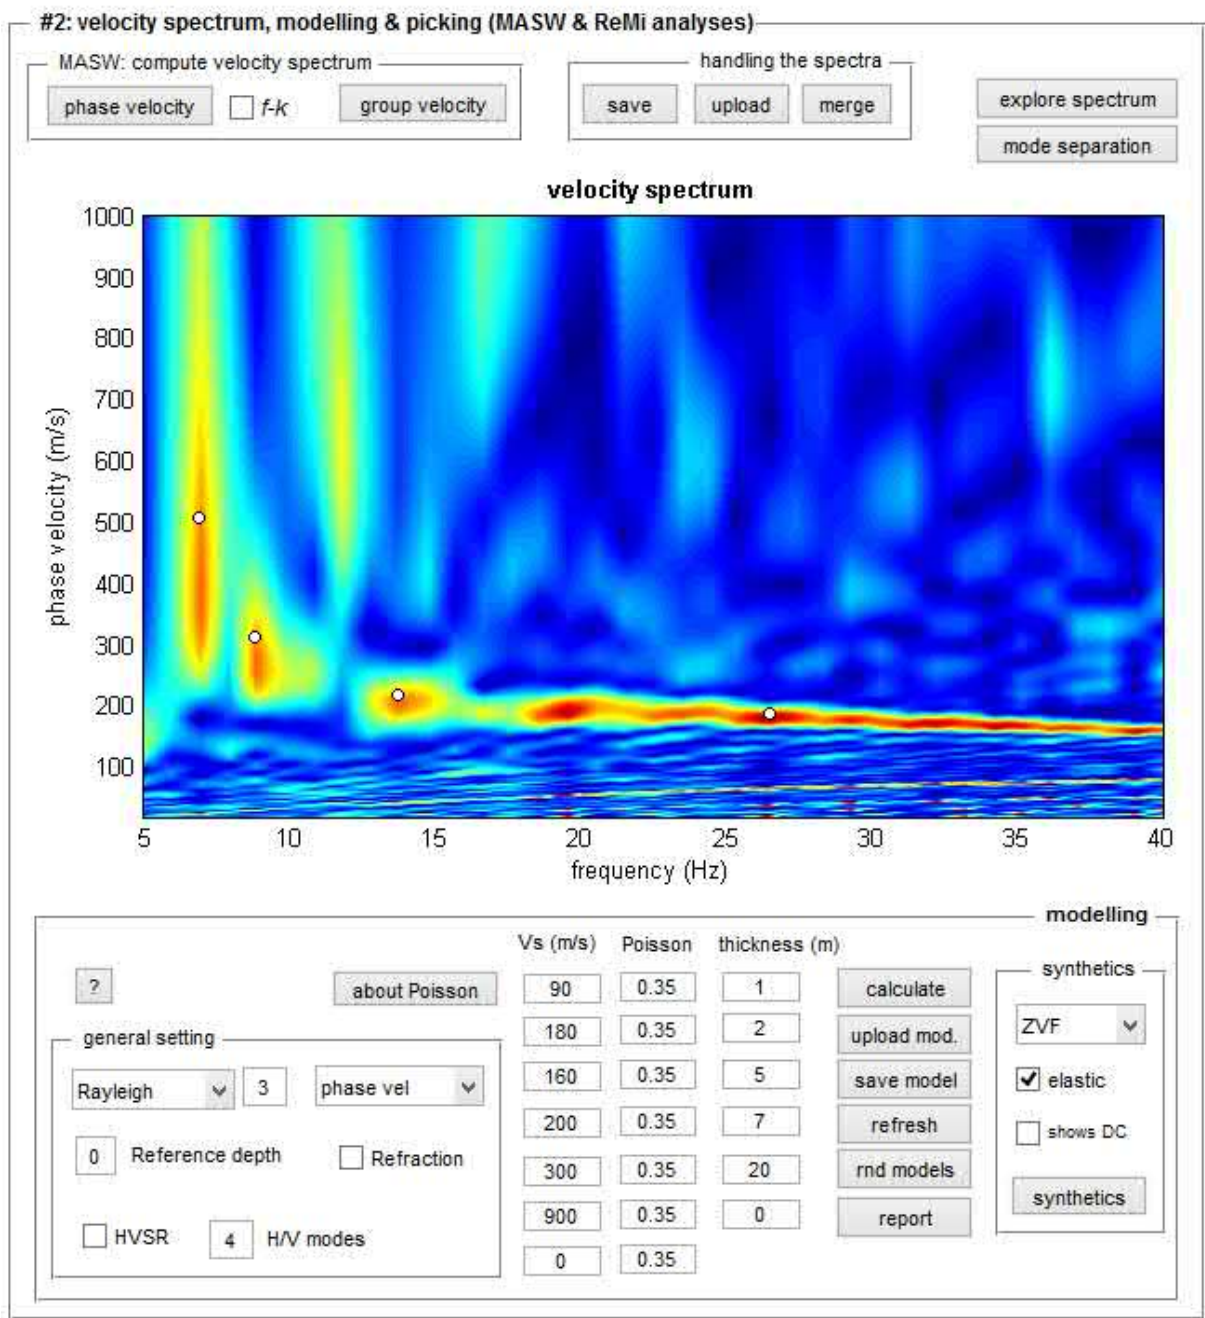 #2: velocity spectrum, modelling & picking (MASW & ReMi analyses)
MASW: compute velocity spectrum
phase velocity
f-k
group velocity
handling the spectra
save
upload
merge
explore spectrum
mode separation
velocity spectrum
phase velocity (m/s)
1000
900
800
700
600
500
400
300
200
100
5 10 15 20 25 30 35 40
frequency (Hz)
modelling
?
about Poisson
general setting
Rayleigh
3
phase vel
0
Reference depth
Refraction
HVSR
4
H/V modes
Vs (m/s) Poisson thickness (m)
90 0.35 1
180 0.35 2
160 0.35 5
200 0.35 7
300 0.35 20
900 0.35 0
0 0.35
calculate
upload mod.
save model
refresh
rnd models
report
synthetics
ZVF
elastic
shows DC
synthetics